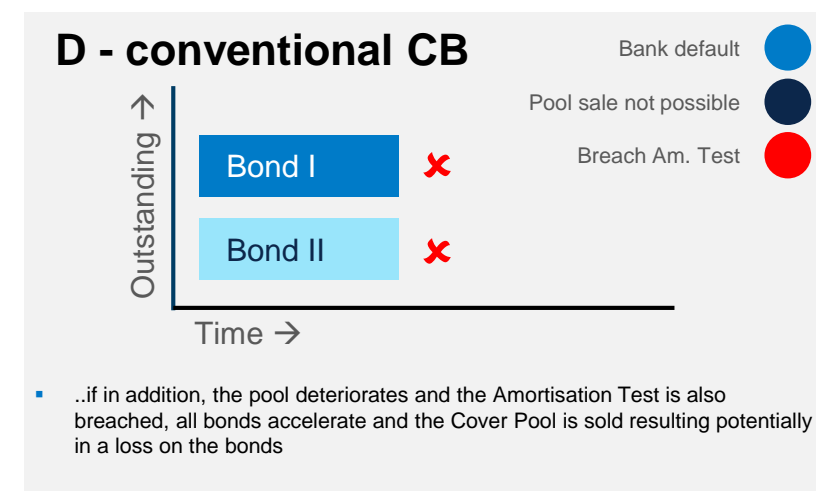 D - conventional CB
Bank default
Pool sale not possible
Breach Am. Test
Outstanding →
Bond I
Bond II
Time →
..if in addition, the pool deteriorates and the Amortisation Test is also
breached, all bonds accelerate and the Cover Pool is sold resulting potentially
in a loss on the bonds